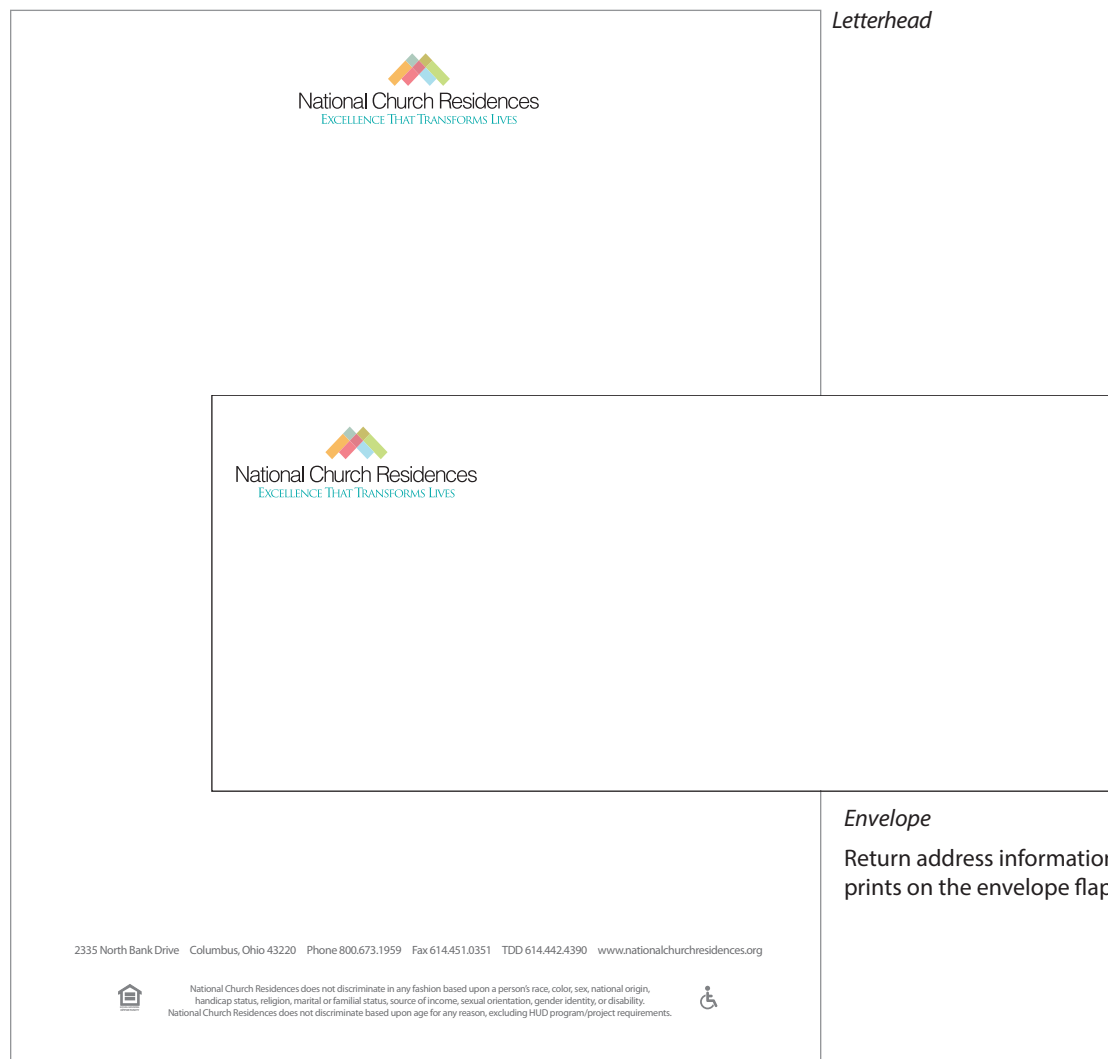 Letterhead
National Church Residences
Excellence That Transforms Lives
National Church Residences
Excellence That Transforms Lives
Envelope
Return address information
prints on the envelope flap
2335 North Bank Drive Columbus, Ohio 43220 Phone 800.673.1959 Fax 614.451.0351 TDD 614.442.4390 www.nationalchurchresidences.org
National Church Residences does not discriminate in any fashion based upon a person's race, color, sex, national origin,
handicap status, religion, marital or familial status, source of income, sexual orientation, gender identity, or disability.
National Church Residences does not discriminate based upon age for any reason, excluding HUD program/project requirements.